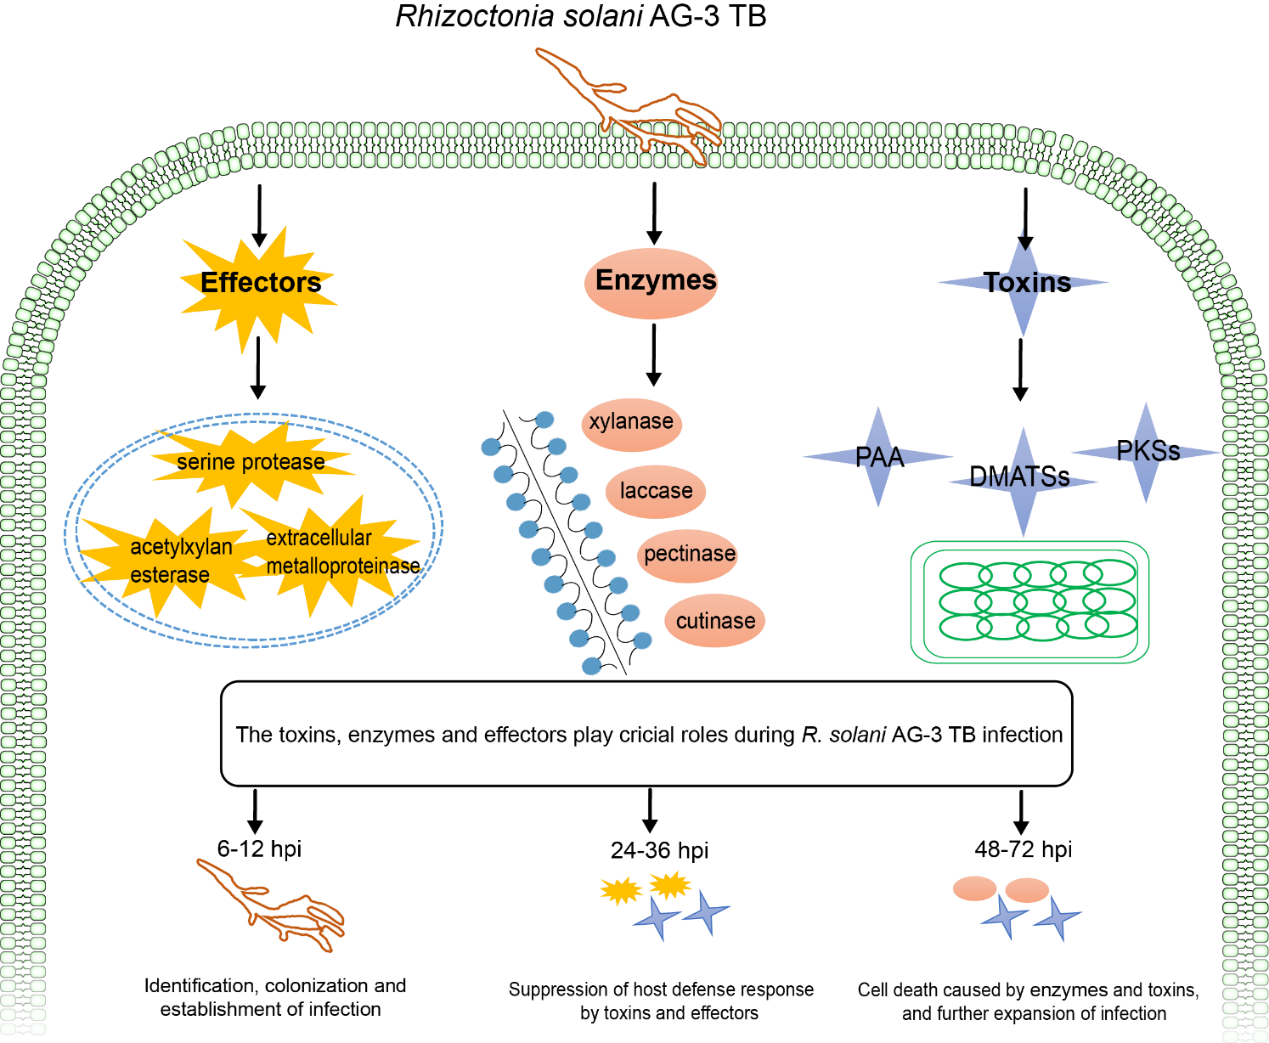 Rhizoctonia solani AG-3 TB
Effectors
Enzymes
Toxins
serine protease
acetylxylan
esterase
extracellular
metalloproteinase
xylanase
laccase
pectinase
cutinase
PAA
DMATSs
PKSs
The toxins, enzymes and effectors play cricial roles during R. solani AG-3 TB infection
6-12 hpi
24-36 hpi
48-72 hpi
Identification, colonization and
establishment of infection
Suppression of host defense response
by toxins and effectors
Cell death caused by enzymes and toxins,
and further expansion of infection